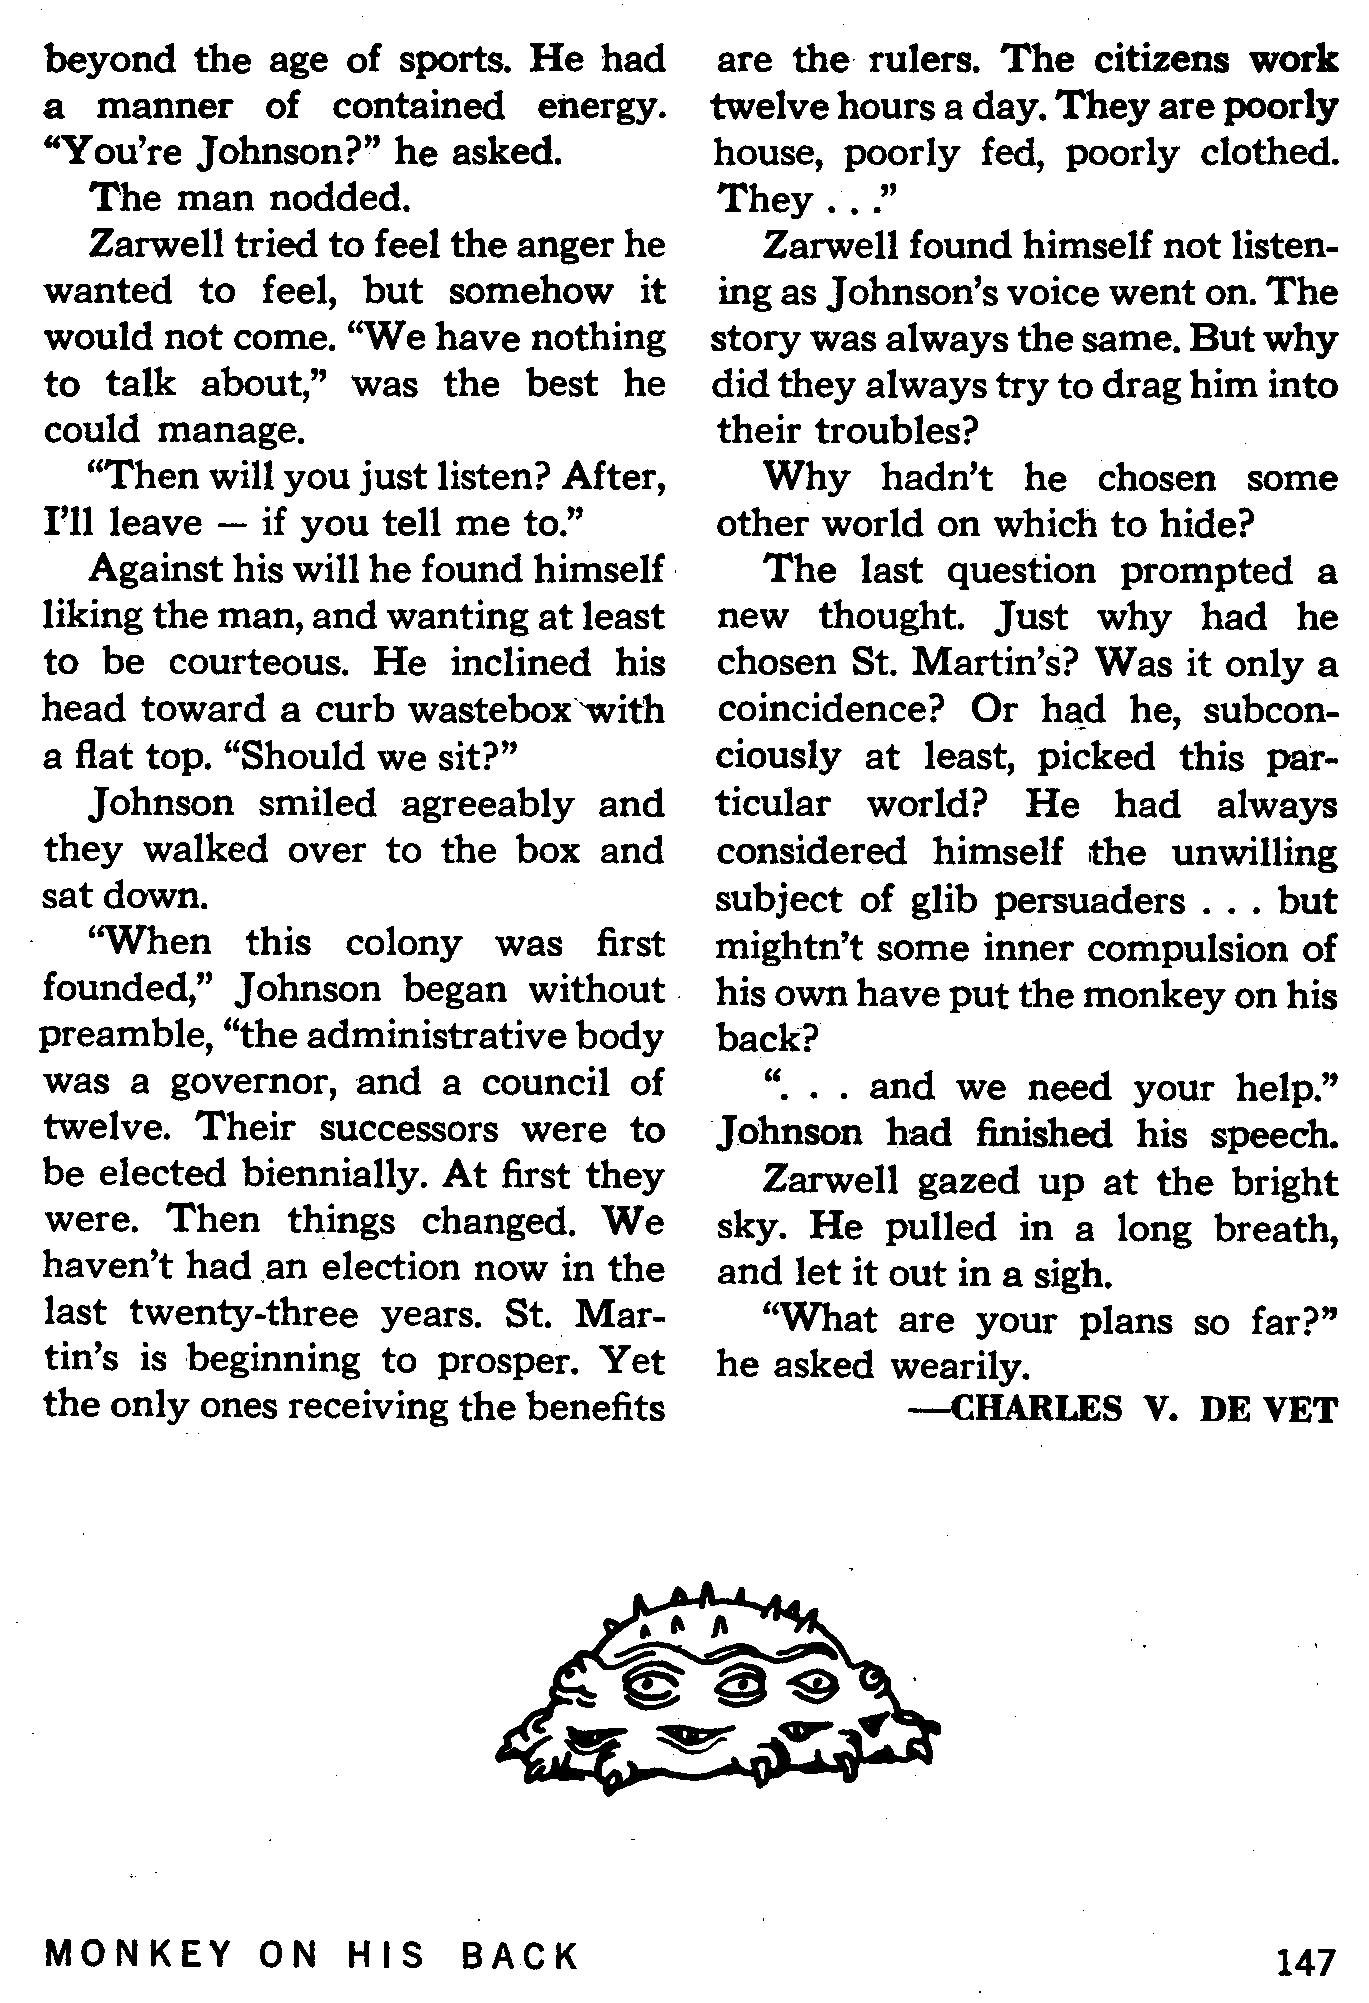 beyond the age of sports. He had
a manner of contained energy.
“You’re Johnson?” he asked.
The man nodded.
Zarwell tried to feel the anger he
wanted to feel, but somehow it
would not come. “We have nothing
to talk about,” was the best he
could manage.
“Then will you just listen? After,
I’ll leave — if you tell me to.”
Against his will he found himself
liking the man, and wanting at least
to be courteous. He inclined his
head toward a curb wastebox with
a flat top. “Should we sit?”
Johnson smiled agreeably and
they walked over to the box and
sat down.
“When this colony was first
founded,” Johnson began without
preamble, “the administrative body
was a governor, and a council of
twelve. Their successors were to
be elected biennially. At first they
were. Then things changed. We
haven’t had an election now in the
last twenty-three years. St. Mar-
tin’s is beginning to prosper. Yet
the only ones receiving the benefits
are the rulers. The citizens work
twelve hours a day. They are poorly
house, poorly fed, poorly clothed.
They . . .”
Zarwell found himself not listen-
ing as Johnson’s voice went on. The
story was always the same. But why
did they always try to drag him into
their troubles?
Why hadn’t he chosen some
other world on which to hide?
The last question prompted a
new thought. Just why had he
chosen St. Martin’s? Was it only a
coincidence? Or had he, subcon-
ciously at least, picked this par-
ticular world? He had always
considered himself the unwilling
subject of glib persuaders . . . but
mightn’t some inner compulsion of
his own have put the monkey on his
back?
“. . . and we need your help.”
Johnson had finished his speech.
Zarwell gazed up at the bright
sky. He pulled in a long breath,
and let it out in a sigh.
“What are your plans so far?”
he asked wearily.
—CHARLES V. DE VET
MONKEY ON HIS BACK
147